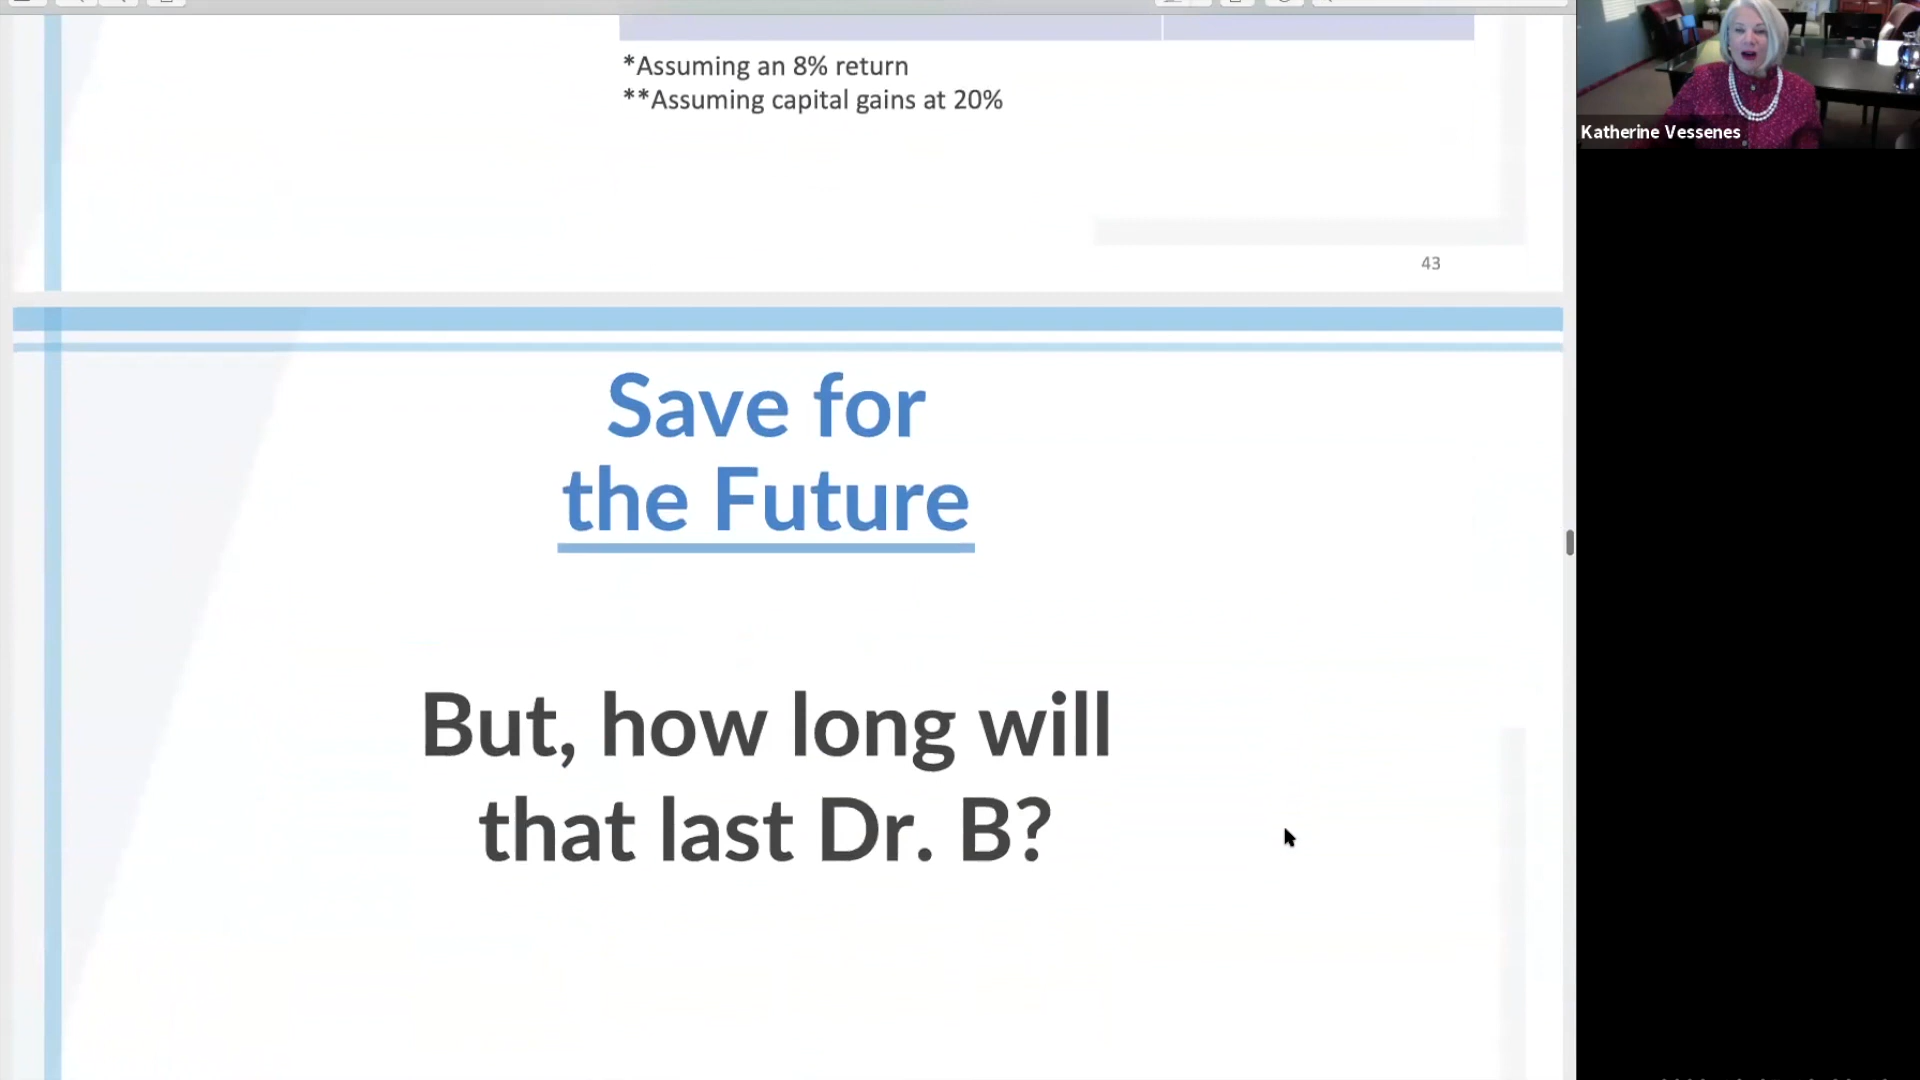 *Assuming an 8% return
**Assuming capital gains at 20%
43
Katherine Vessenes
Save for
the Future
But, how long will
that last Dr. B?